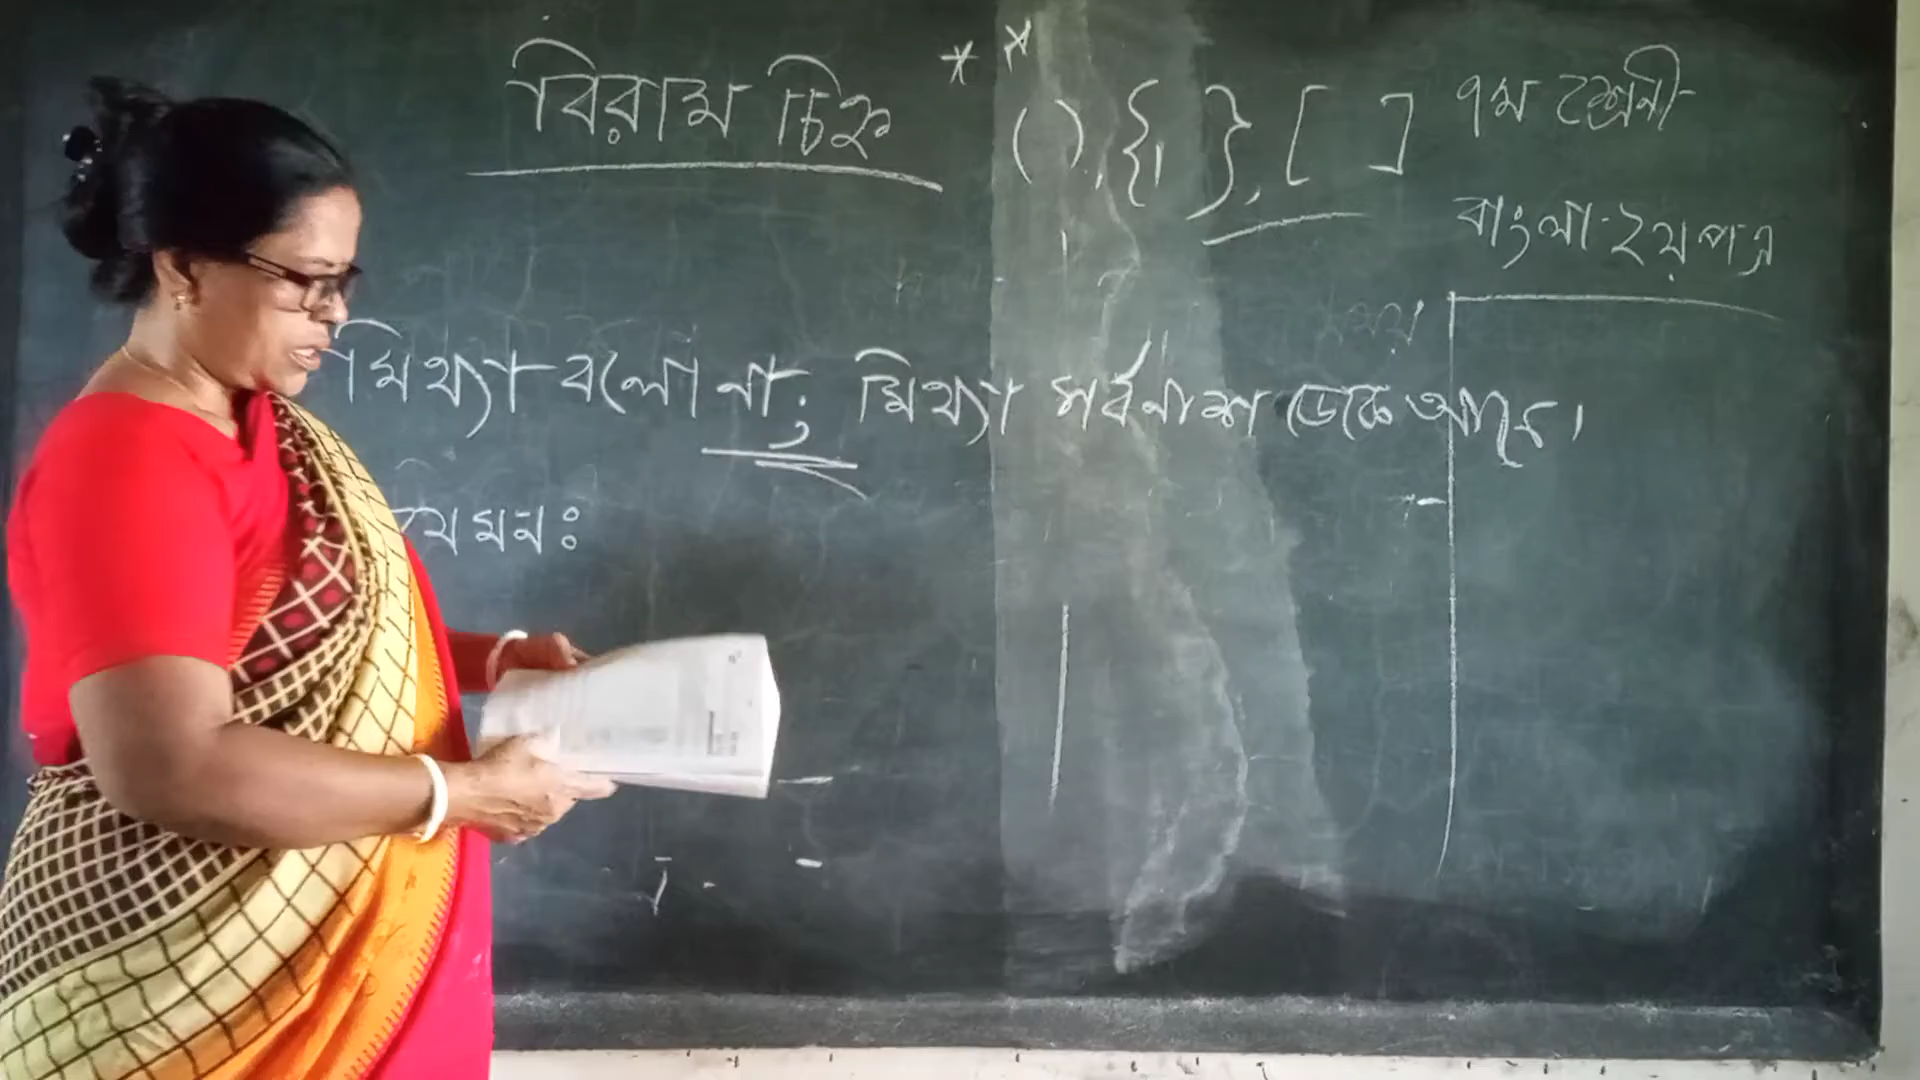 বিরাম চিহ্ন * * ( ), { }, [ ]
৭ম শ্রেনী
বাংলা ২য় পত্র
মিথ্যা বলো না; মিথ্যা সর্বনাশ ডেকে আনে।
যেমনঃ